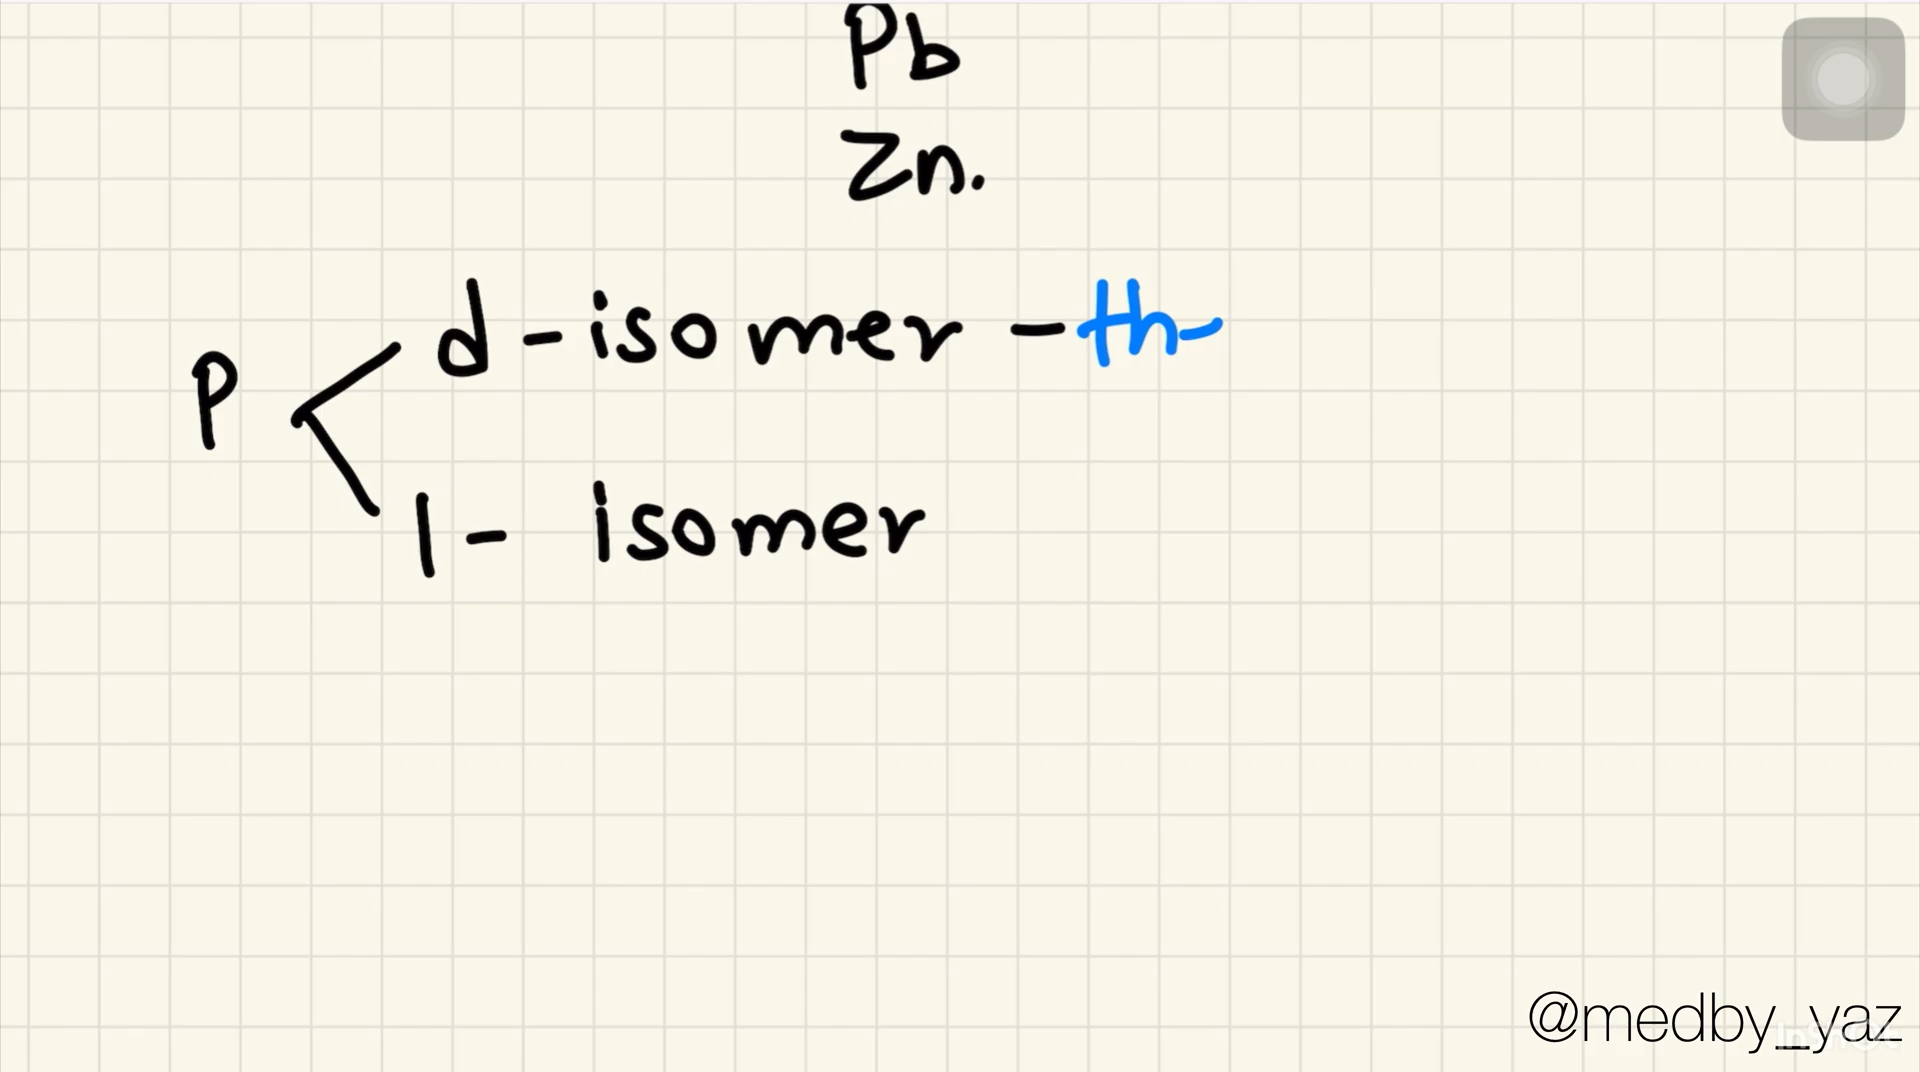 Pb
Zn.
d - isomer - th
P
l - isomer
@medby_yaz